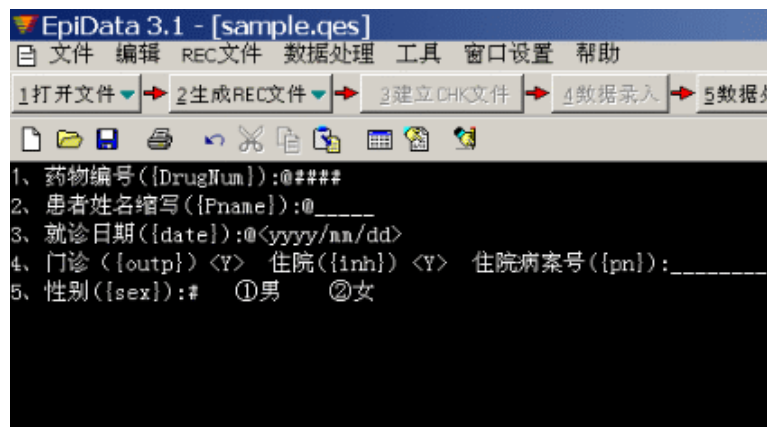 EpiData 3.1 - [sample.qes]
文件 编辑 REC文件 数据处理 工具 窗口设置 帮助
1打开文件 2生成REC文件 3建立CHK文件 4数据录入 5数据
1、药物编号({DrugNum}):@####
2、患者姓名缩写({Pname}):@_____
3、就诊日期({date}):@<yyyy/mm/dd>
4、门诊 ({outp}) <Y> 住院({inh}) <Y> 住院病案号({pn}):________
5、性别({sex}):# ①男 ②女